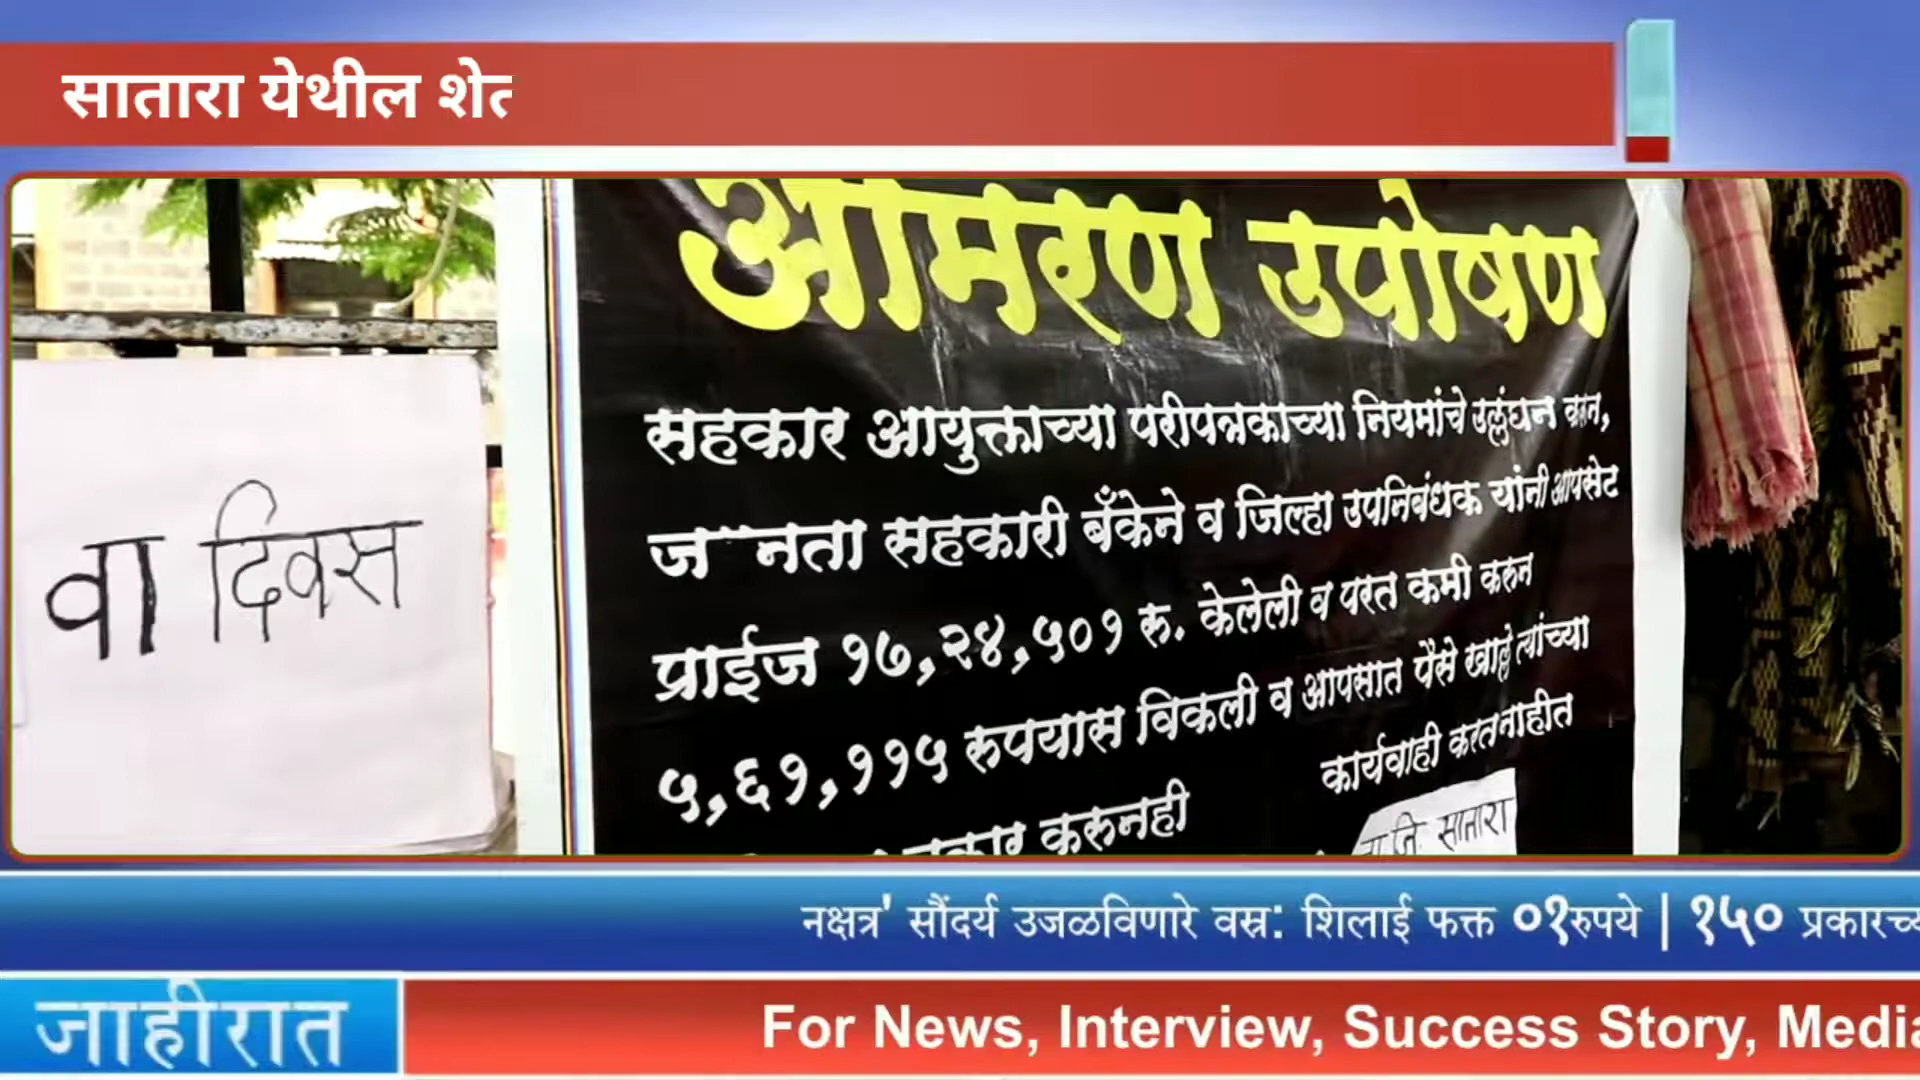 सातारा येथील शेत
आमरण उपोषण
सहकार आयुक्ताच्या परीपत्रकाच्या नियमांचे उल्लंघन करुन,
जनता सहकारी बँकेने व जिल्हा उपनिबंधक यांनी आपसेट
प्राईज १७,२४,५०१ रु. केलेली व परत कमी करुन
५,६१,११५ रुपयास विकली व आपसात पैसे खाल्ले त्यांच्या
कार्यवाही करत नाहीत
करुनही
सातारा
वा दिवस
नक्षत्र' सौंदर्य उजळविणारे वस्त्र: शिलाई फक्त ०१रुपये | १५० प्रकारच्य
जाहीरात
For News, Interview, Success Story, Media